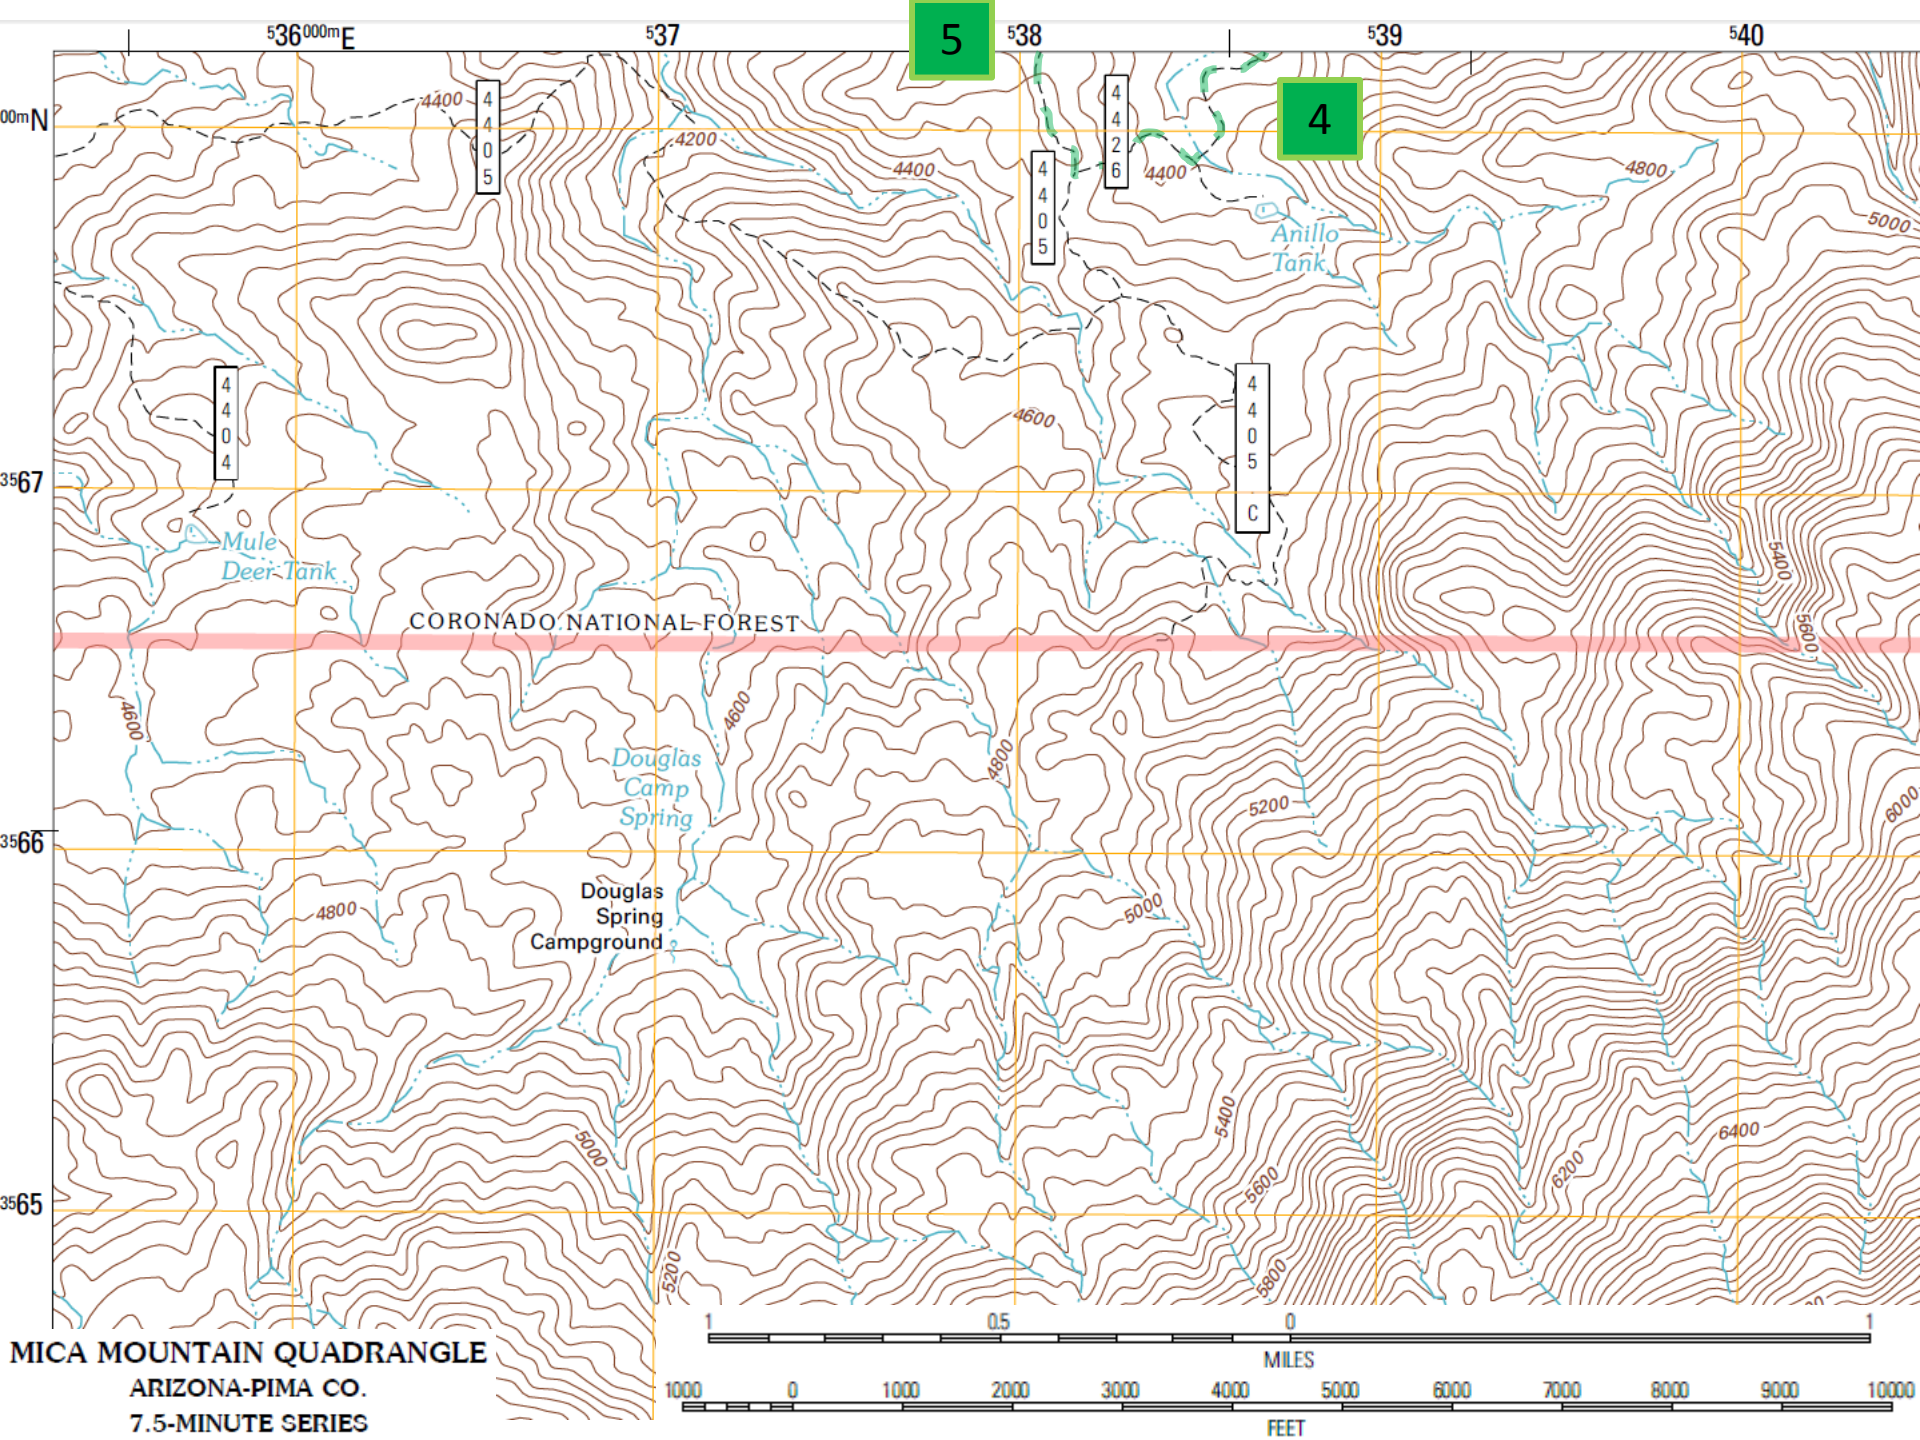 5
536000mE
537
538
539
540
4
00mN
4400
4405
4200
4400
4426
4400
4405
4800
5000
Anillo
Tank
4404
4600
4405 C
3567
Mule
Deer Tank
5400
CORONADO NATIONAL FOREST
5600
4600
4600
4800
Douglas
Camp
Spring
5200
6000
3566
Douglas
Spring
Campground
4800
5000
5000
5400
6400
6200
5600
3565
5200
5800
MICA MOUNTAIN QUADRANGLE
ARIZONA-PIMA CO.
7.5-MINUTE SERIES
1 0.5 0 1
MILES
1000 0 1000 2000 3000 4000 5000 6000 7000 8000 9000 10000
FEET